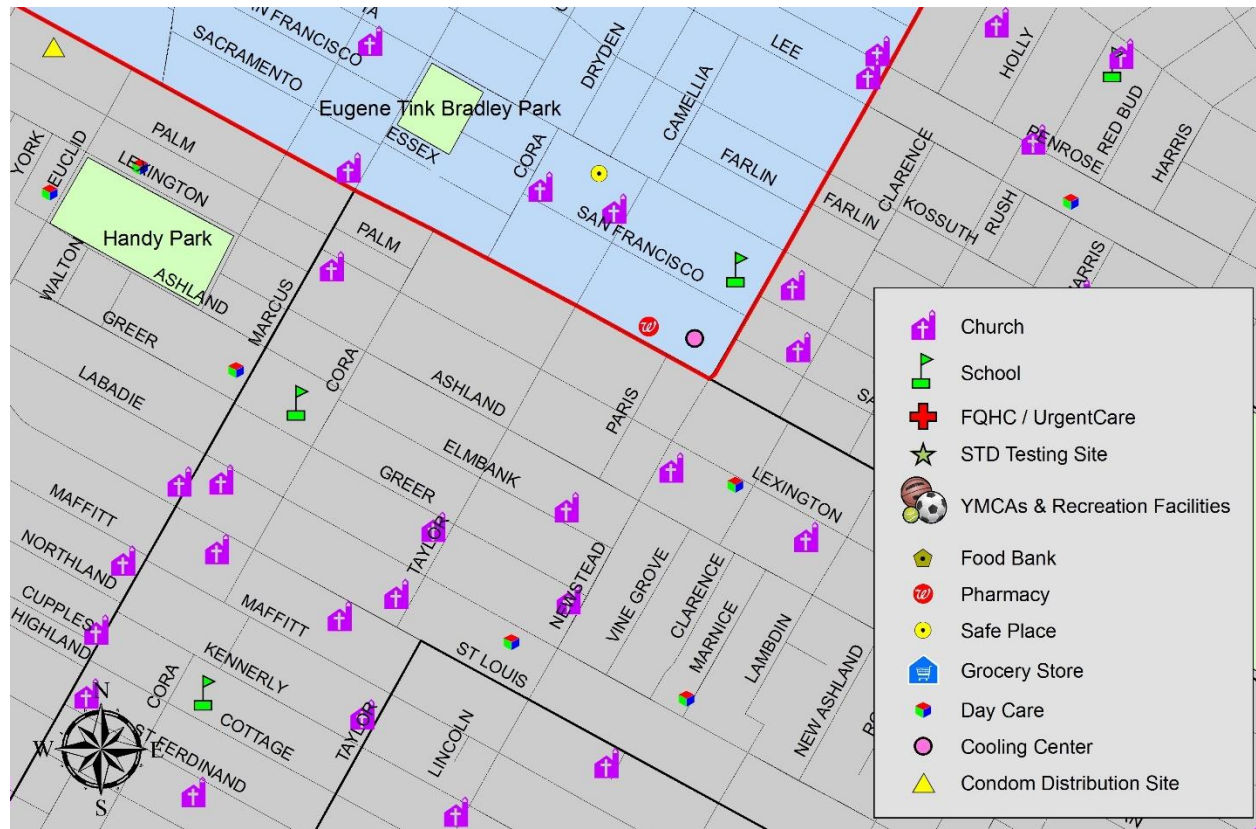 SAN FRANCISCO
SACRAMENTO
DRYDEN
LEE
HOLLY
CAMELLIA
Eugene Tink Bradley Park
ESSEX
CORA
PENROSE
RED BUD
HARRIS
YORK
EUCLID
PALM
LEXINGTON
FARLIN
CLARENCE
FARLIN
KOSSUTH
RUSH
Handy Park
PALM
SAN FRANCISCO
WALTON
ASHLAND
MARCUS
GREER
LABADIE
CORA
ASHLAND
PARIS
ELMBANK
GREER
LEXINGTON
MAFFITT
NORTHLAND
TAYLOR
NEWSTEAD
VINE GROVE
CLARENCE
MARNICE
LAMBDIN
CUPPLES
HIGHLAND
MAFFITT
KENNERLY
ST LOUIS
CORA
COTTAGE
ST FERDINAND
TAYLOR
LINCOLN
NEW ASHLAND
N
W
E
S
Church
School
FQHC / UrgentCare
STD Testing Site
YMCAs & Recreation Facilities
Food Bank
Pharmacy
Safe Place
Grocery Store
Day Care
Cooling Center
Condom Distribution Site